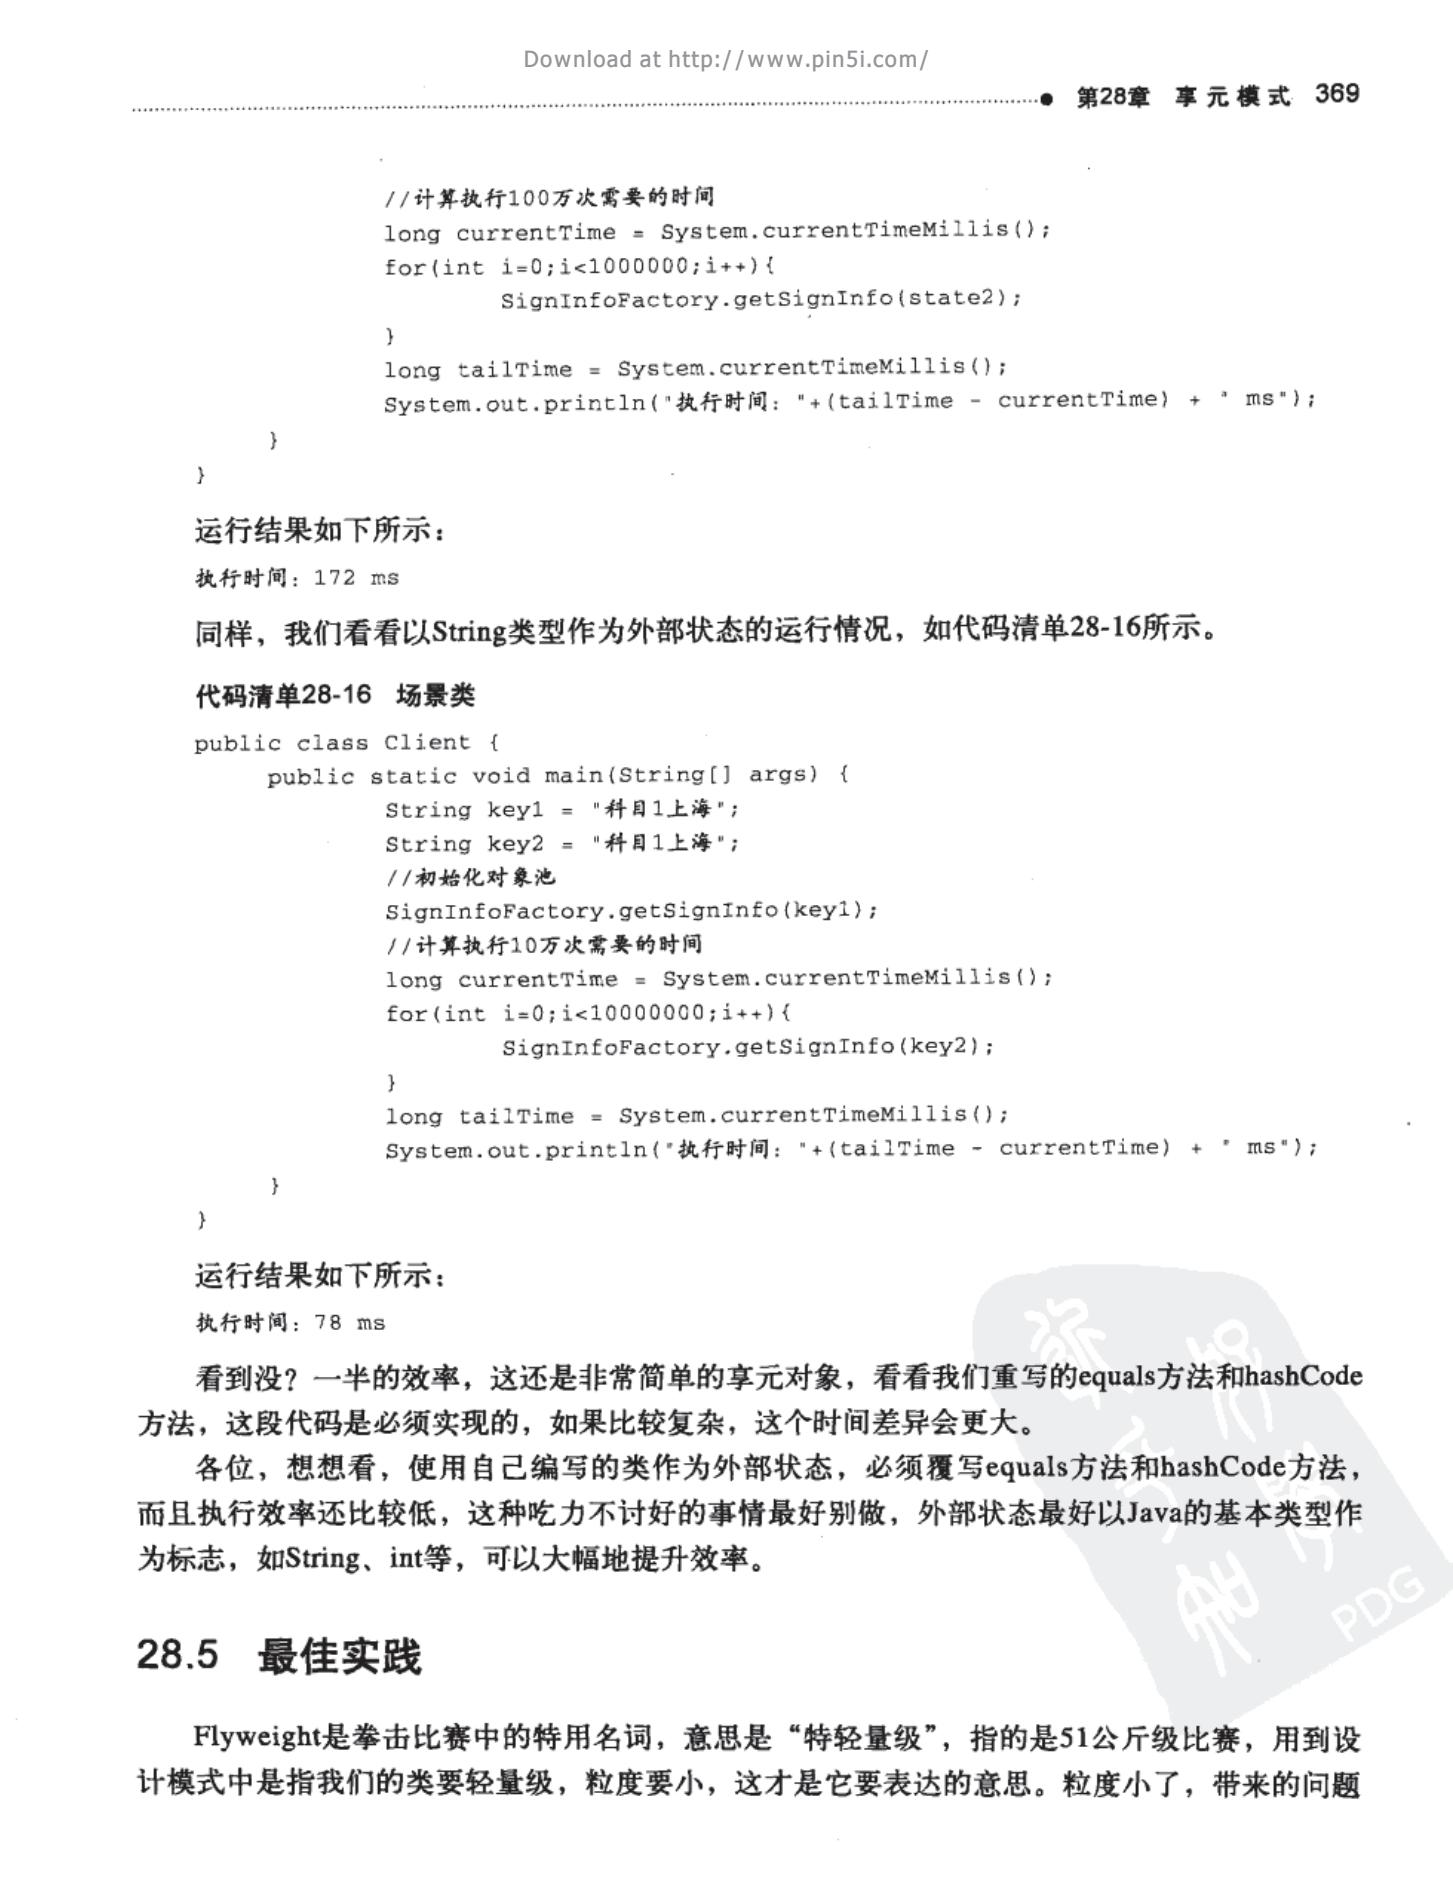 Download at http://www.pin5i.com/
第28章 享元模式 369
//计算执行100万次需要的时间
long currentTime = System.currentTimeMillis();
for(int i=0;i<1000000;i++){
SignInfoFactory.getSignInfo(state2);
}
long tailTime = System.currentTimeMillis();
System.out.println("执行时间："+(tailTime - currentTime) + " ms");
}
}
运行结果如下所示：
执行时间：172 ms
同样，我们看看以String类型作为外部状态的运行情况，如代码清单28-16所示。
代码清单28-16 场景类
public class Client {
public static void main(String[] args) {
String key1 = "科目1上海";
String key2 = "科目1上海";
//初始化对象池
SignInfoFactory.getSignInfo(key1);
//计算执行10万次需要的时间
long currentTime = System.currentTimeMillis();
for(int i=0;i<10000000;i++){
SignInfoFactory.getSignInfo(key2);
}
long tailTime = System.currentTimeMillis();
System.out.println("执行时间："+(tailTime - currentTime) + " ms");
}
}
运行结果如下所示：
执行时间：78 ms
看到没？一半的效率，这还是非常简单的享元对象，看看我们重写的equals方法和hashCode
方法，这段代码是必须实现的，如果比较复杂，这个时间差异会更大。
各位，想想看，使用自己编写的类作为外部状态，必须覆写equals方法和hashCode方法，
而且执行效率还比较低，这种吃力不讨好的事情最好别做，外部状态最好以Java的基本类型作
为标志，如String、int等，可以大幅地提升效率。
PDG
28.5 最佳实践
Flyweight是拳击比赛中的特用名词，意思是“特轻量级”，指的是51公斤级比赛，用到设
计模式中是指我们的类要轻量级，粒度要小，这才是它要表达的意思。粒度小了，带来的问题